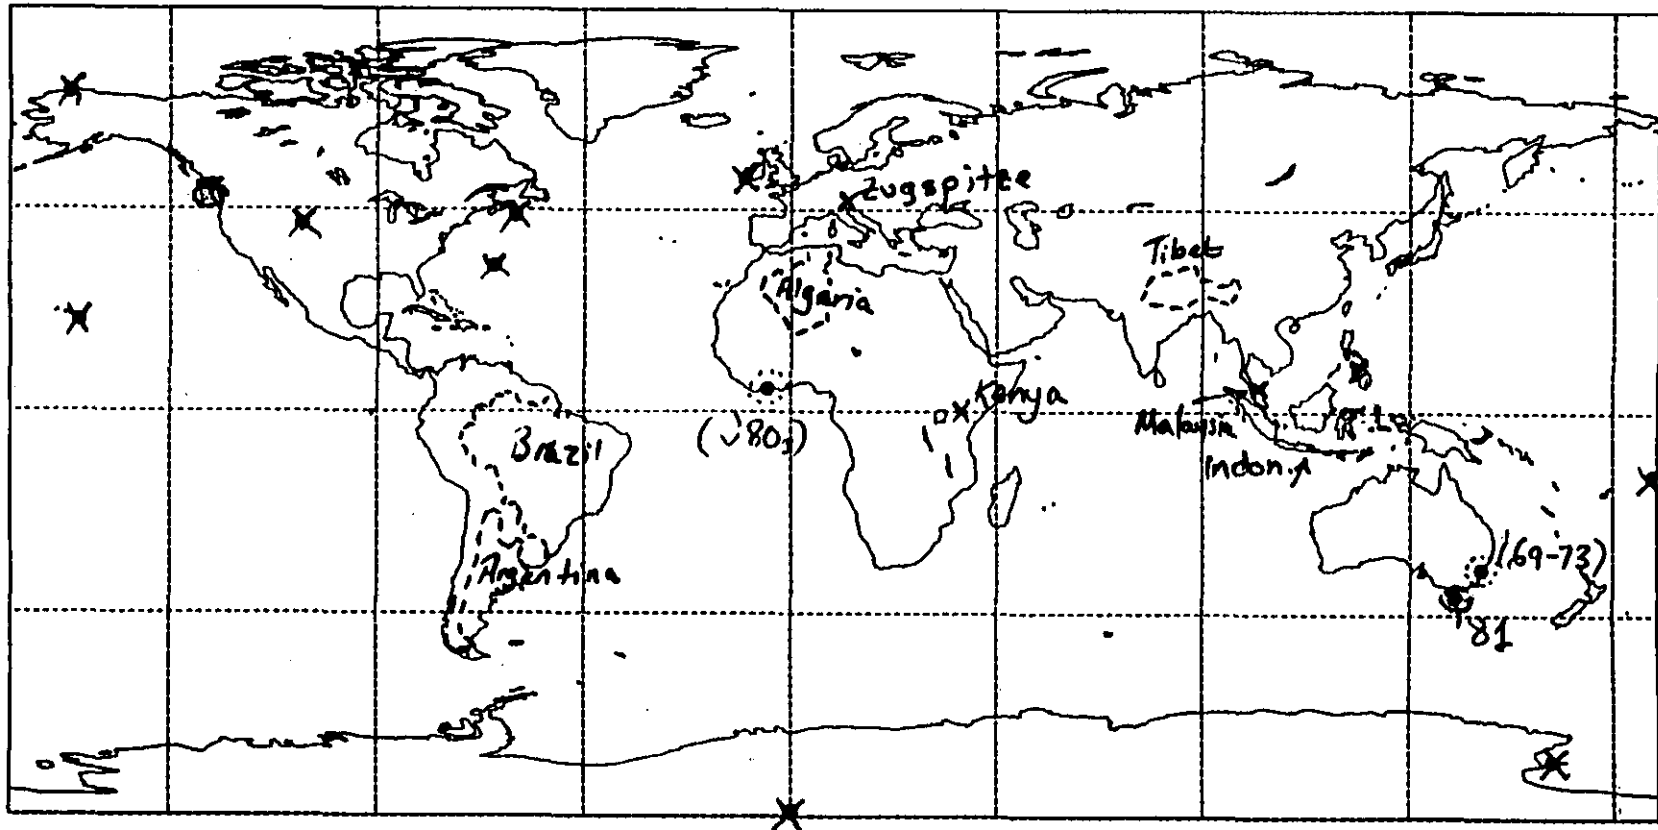 Zugspitze
Tibet
Algeria
Kenya
(√80s)
Malaysia
Brazil
Indon.
('69-73)
Argentina
'81